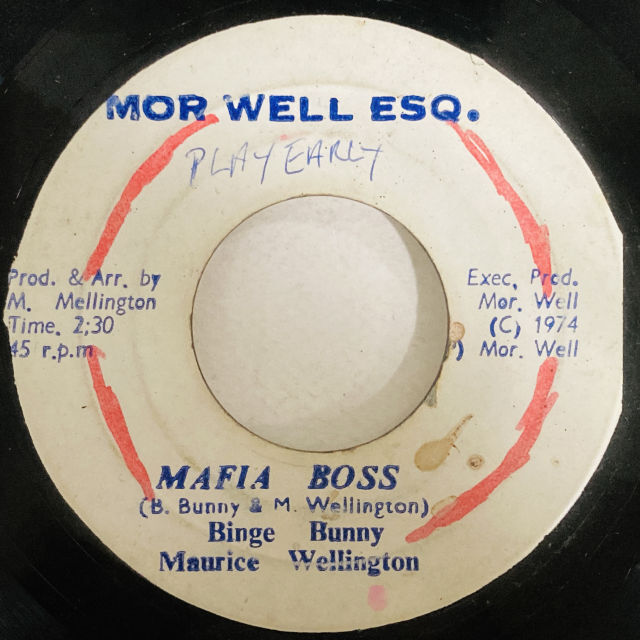 MOR WELL ESQ.
PLAY EARLY
Prod. & Arr. by
M. Mellington
Time. 2:30
45 r.p.m
Exec, Prod.
Mor. Well
(C) 1974
) Mor. Well
MAFIA BOSS
(B. Bunny & M. Wellington)
Binge Bunny
Maurice Wellington